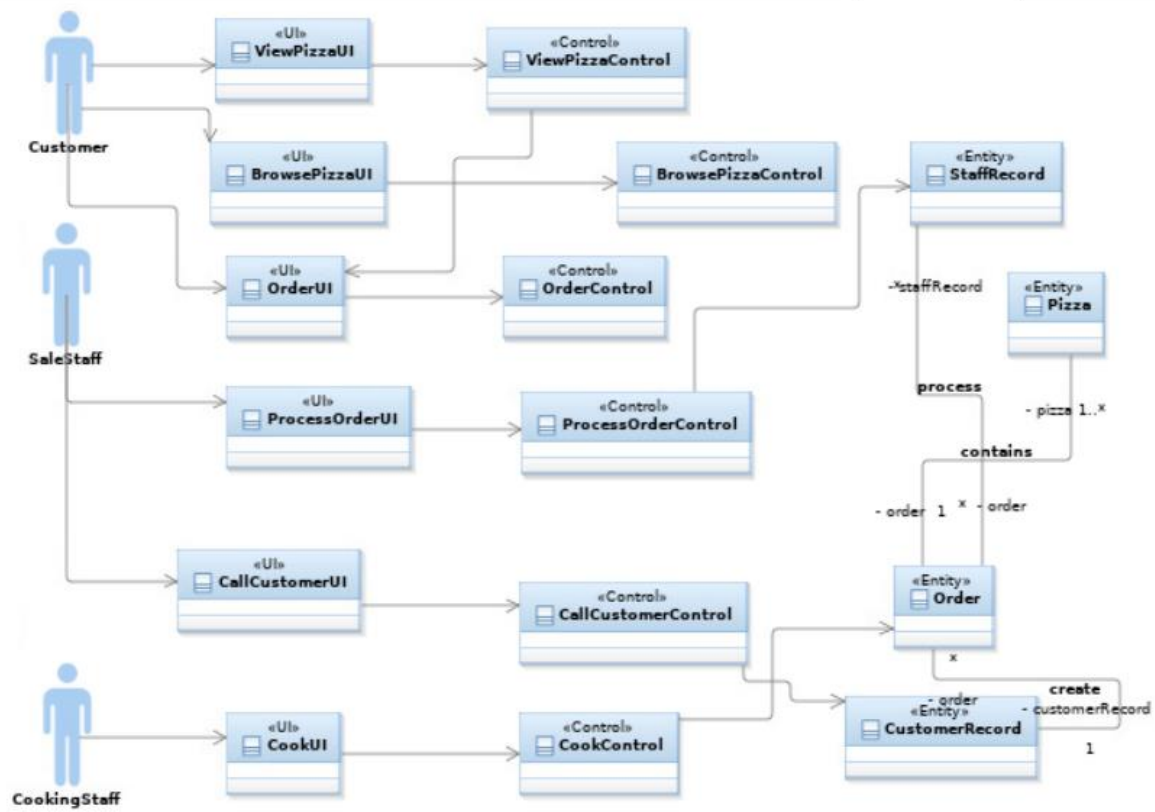 «UI»
ViewPizzaUI
«Control»
ViewPizzaControl
Customer
«UI»
BrowsePizzaUI
«Control»
BrowsePizzaControl
«Entity»
StaffRecord
«UI»
OrderUI
«Control»
OrderControl
-*staffRecord
«Entity»
Pizza
SaleStaff
«UI»
ProcessOrderUI
«Control»
ProcessOrderControl
process
- pizza 1..*
contains
- order 1
* - order
«UI»
CallCustomerUI
«Control»
CallCustomerControl
«Entity»
Order
*
- order
create
- customerRecord
1
«Entity»
CustomerRecord
«UI»
CookUI
«Control»
CookControl
CookingStaff